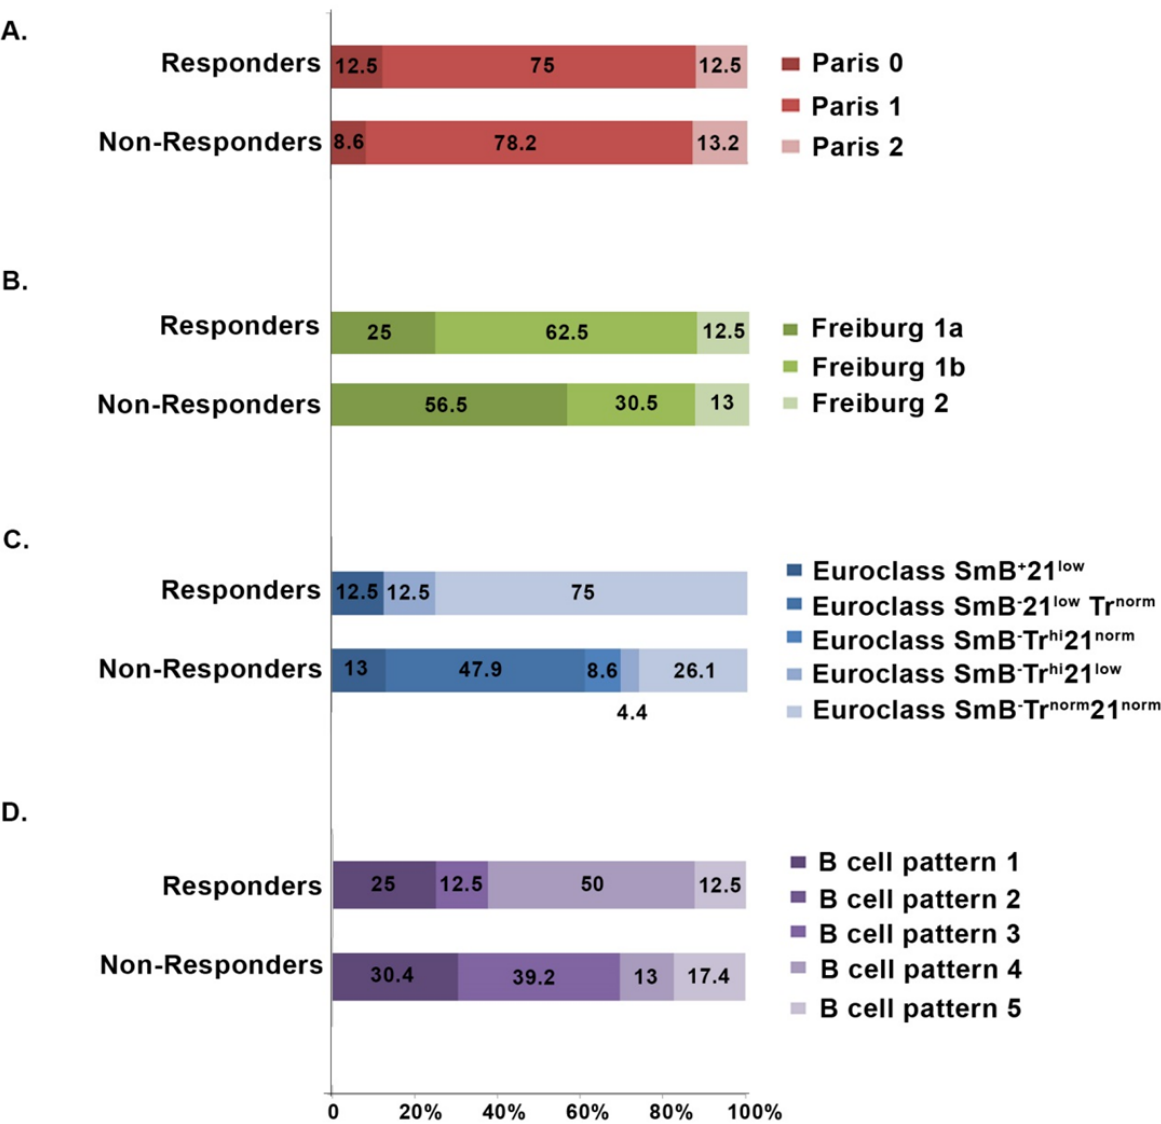 A.
Responders 12.5 75 12.5
Non-Responders 8.6 78.2 13.2
Paris 0
Paris 1
Paris 2
B.
Responders 25 62.5 12.5
Non-Responders 56.5 30.5 13
Freiburg 1a
Freiburg 1b
Freiburg 2
C.
Responders 12.5 12.5 75
Non-Responders 13 47.9 8.6 26.1
4.4
Euroclass SmB⁺21ˡᵒʷ
Euroclass SmB⁻21ˡᵒʷ Trⁿᵒʳᵐ
Euroclass SmB⁻Trʰⁱ21ⁿᵒʳᵐ
Euroclass SmB⁻Trʰⁱ21ˡᵒʷ
Euroclass SmB⁻Trⁿᵒʳᵐ21ⁿᵒʳᵐ
D.
Responders 25 12.5 50 12.5
Non-Responders 30.4 39.2 13 17.4
B cell pattern 1
B cell pattern 2
B cell pattern 3
B cell pattern 4
B cell pattern 5
0 20% 40% 60% 80% 100%